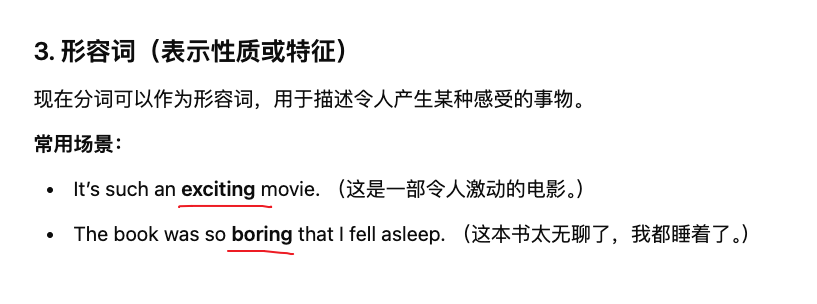 3. 形容词（表示性质或特征）
现在分词可以作为形容词，用于描述令人产生某种感受的事物。
常用场景：
• It’s such an exciting movie. （这是一部令人激动的电影。）
• The book was so boring that I fell asleep. （这本书太无聊了，我都睡着了。）